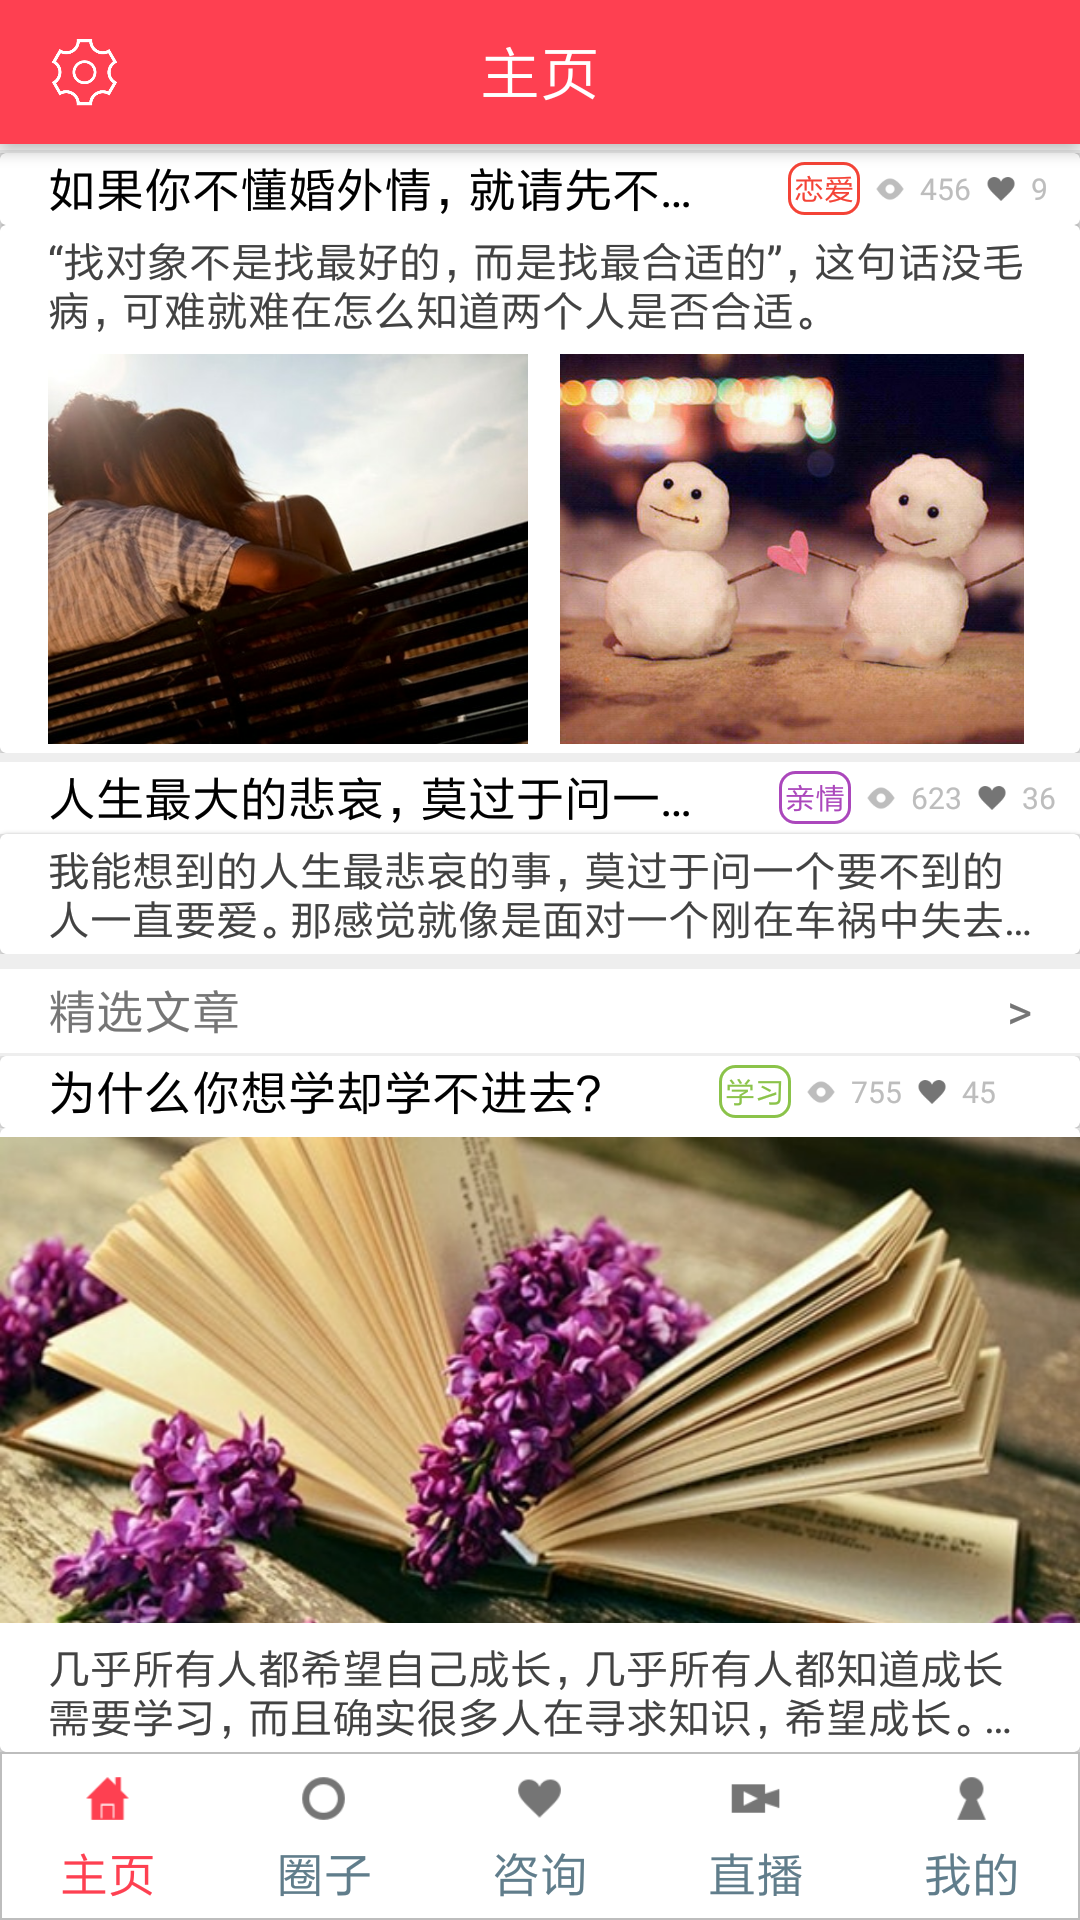 主页
如果你不懂婚外情，就请先不... 恋爱 456 9
“找对象不是找最好的，而是找最合适的”，这句话没毛
病，可难就难在怎么知道两个人是否合适。
人生最大的悲哀，莫过于问一... 亲情 623 36
我能想到的人生最悲哀的事，莫过于问一个要不到的
人一直要爱。那感觉就像是面对一个刚在车祸中失去...
精选文章 >
为什么你想学却学不进去？ 学习 755 45
几乎所有人都希望自己成长，几乎所有人都知道成长
需要学习，而且确实很多人在寻求知识，希望成长。...
主页 圈子 咨询 直播 我的